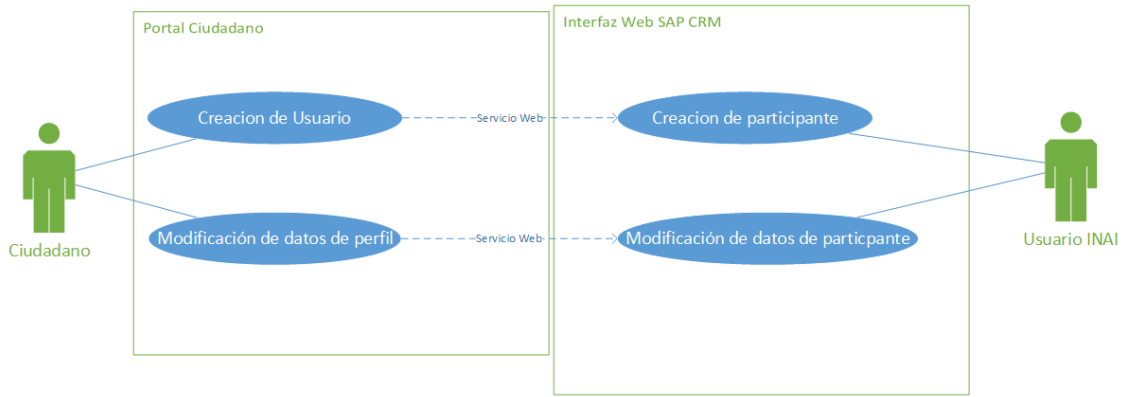 Portal Ciudadano
Interfaz Web SAP CRM
Creacion de Usuario
Servicio Web
Creacion de participante
Modificación de datos de perfil
Servicio Web
Modificación de datos de particpante
Ciudadano
Usuario INAI